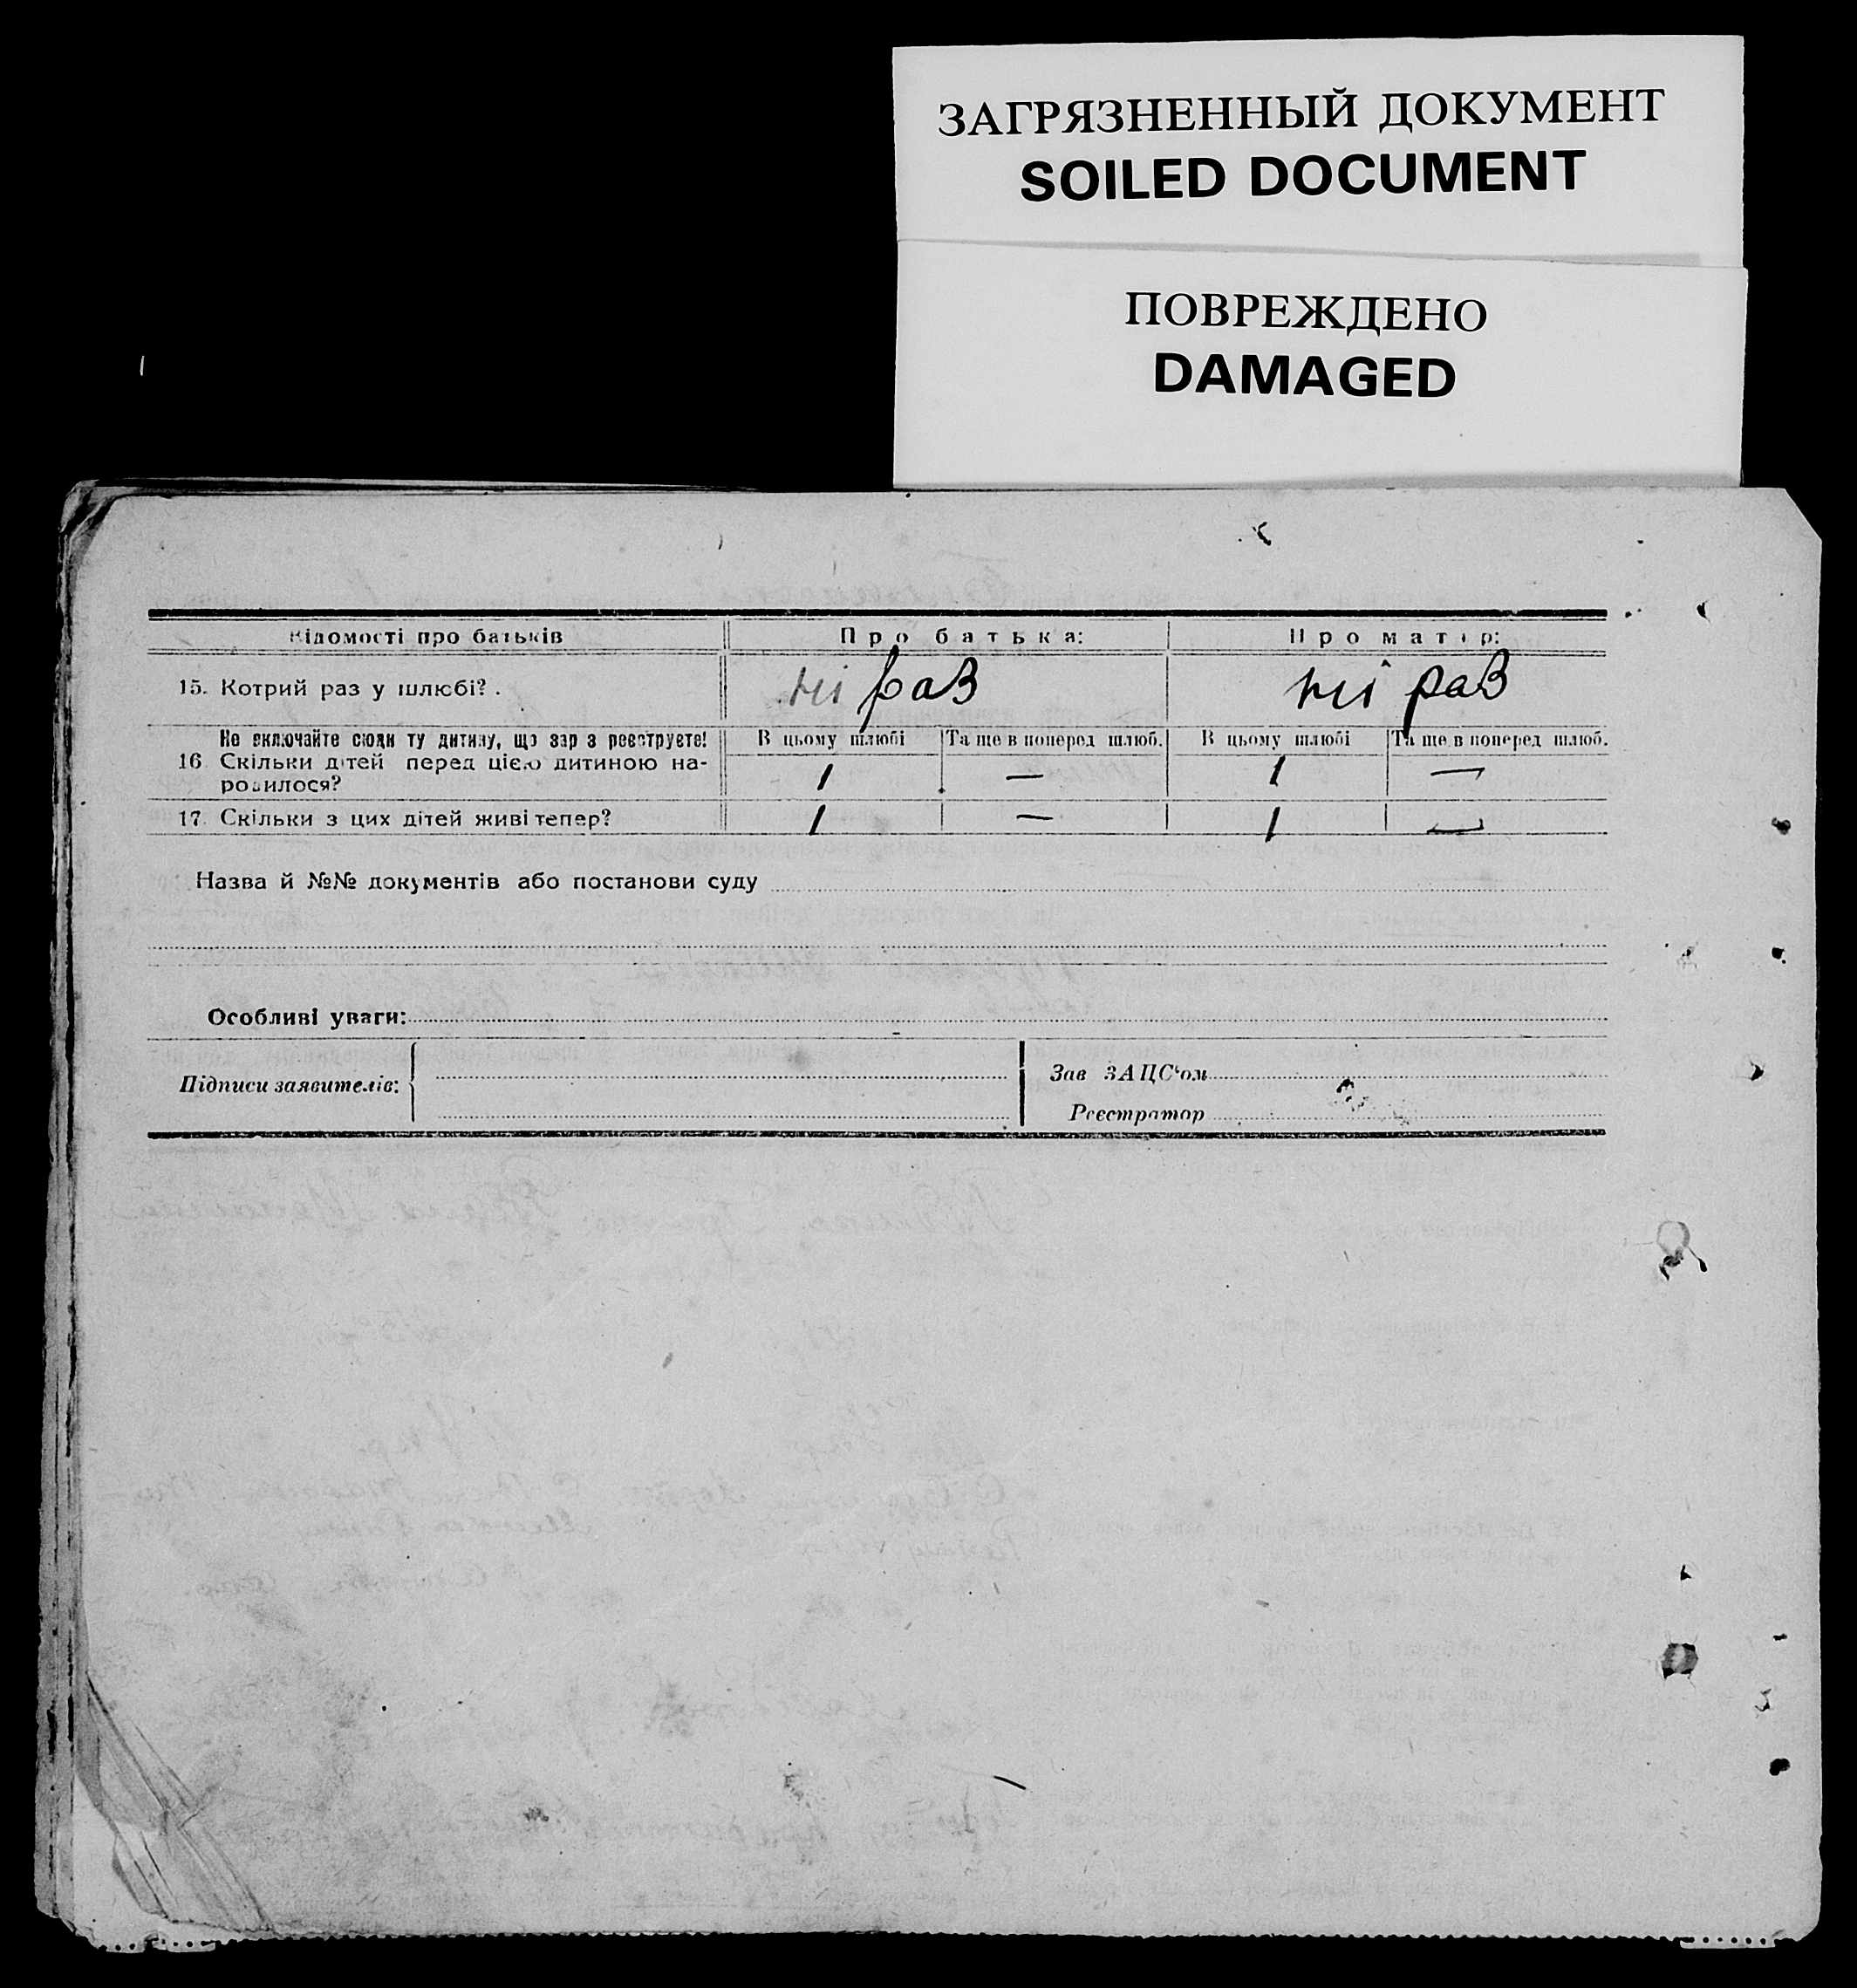 ЗАГРЯЗНЕННЫЙ ДОКУМЕНТ
SOILED DOCUMENT
ПОВРЕЖДЕНО
DAMAGED
Відомості про батьків Про батька: Про матір:
15. Котрий раз у шлюбі? . раз раз
Не включайте сюди ту дитину, що зараз реєструєте!
В цьому шлюбі Та ще в поперед шлюб. В цьому шлюбі Та ще в поперед шлюб.
16. Скільки дітей перед цією дитиною на-
родилося? 1 — 1 —
17. Скільки з цих дітей живі тепер? 1 — 1 —
Назва й №№ документів або постанови суду
Особливі уваги:
Підписи заявителів:
Зав ЗАЦС'ом
Реєстратор